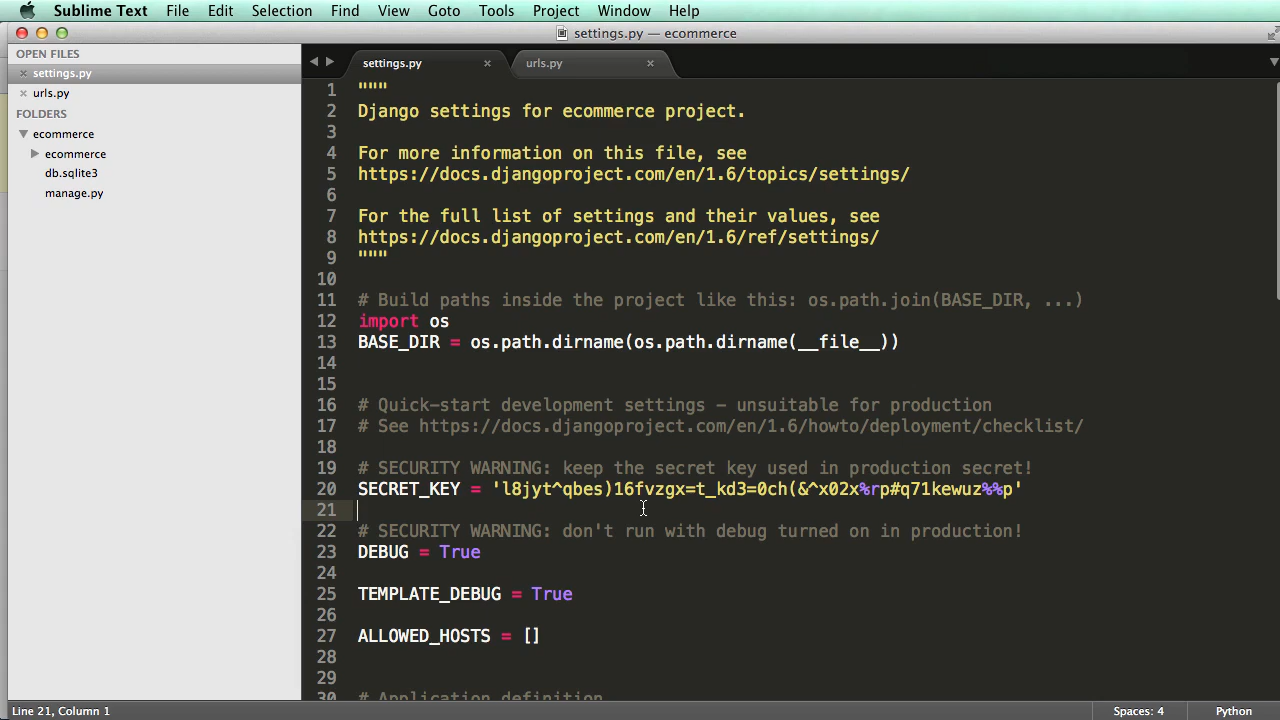 Sublime Text File Edit Selection Find View Goto Tools Project Window Help
settings.py — ecommerce
OPEN FILES
settings.py
urls.py
FOLDERS
ecommerce
ecommerce
db.sqlite3
manage.py
settings.py urls.py
1 """
2 Django settings for ecommerce project.
3
4 For more information on this file, see
5 https://docs.djangoproject.com/en/1.6/topics/settings/
6
7 For the full list of settings and their values, see
8 https://docs.djangoproject.com/en/1.6/ref/settings/
9 """
10
11 # Build paths inside the project like this: os.path.join(BASE_DIR, ...)
12 import os
13 BASE_DIR = os.path.dirname(os.path.dirname(__file__))
14
15
16 # Quick-start development settings - unsuitable for production
17 # See https://docs.djangoproject.com/en/1.6/howto/deployment/checklist/
18
19 # SECURITY WARNING: keep the secret key used in production secret!
20 SECRET_KEY = 'l8jyt^qbes)16fvzgx=t_kd3=0ch(&^x02x%rp#q71kewuz%%p'
21
22 # SECURITY WARNING: don't run with debug turned on in production!
23 DEBUG = True
24
25 TEMPLATE_DEBUG = True
26
27 ALLOWED_HOSTS = []
28
29
30 # Application definition
Line 21, Column 1
Spaces: 4 Python